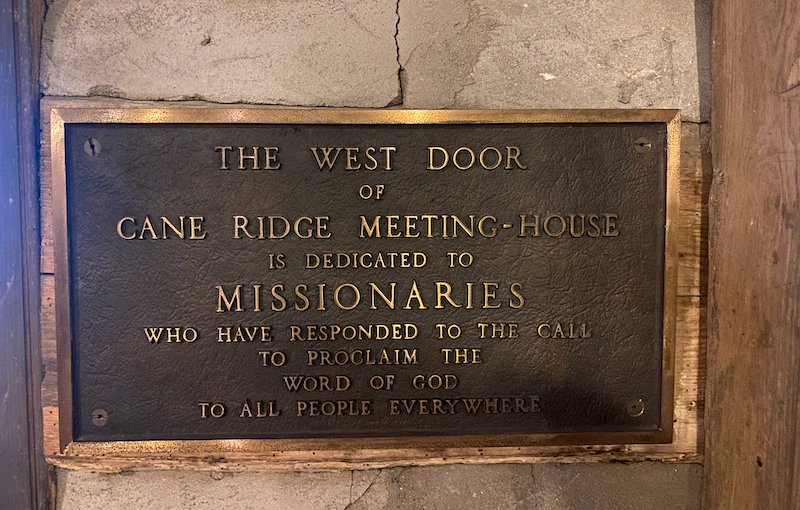 THE WEST DOOR
OF
CANE RIDGE MEETING-HOUSE
IS DEDICATED TO
MISSIONARIES
WHO HAVE RESPONDED TO THE CALL
TO PROCLAIM THE
WORD OF GOD
TO ALL PEOPLE EVERYWHERE